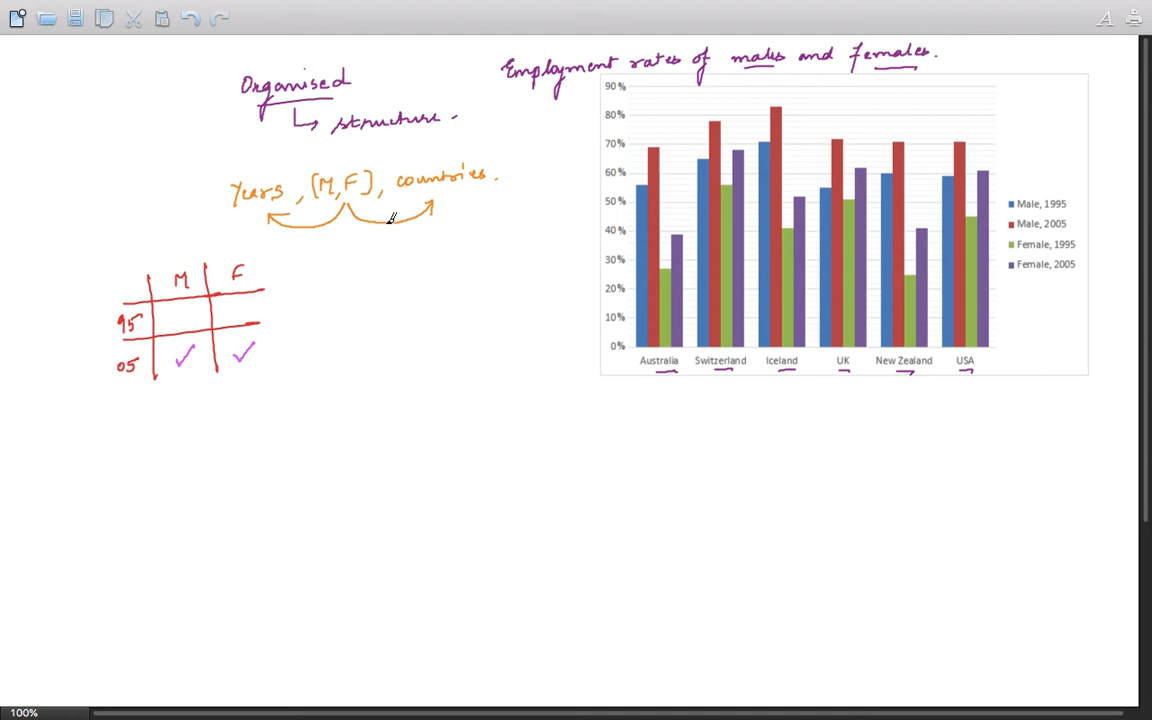 Employment rates of males and females.
Organised
structure.
Years, (M, F), countries.
M F
95
05
90%
80%
70%
60%
50%
40%
30%
20%
10%
0%
Australia Switzerland Iceland UK New Zealand USA
Male, 1995
Male, 2005
Female, 1995
Female, 2005
100%